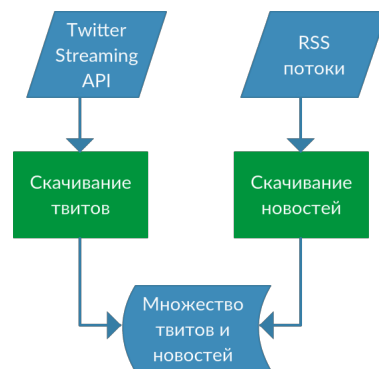 Twitter
Streaming
API
RSS
потоки
Скачивание
твитов
Скачивание
новостей
Множество
твитов и
новостей